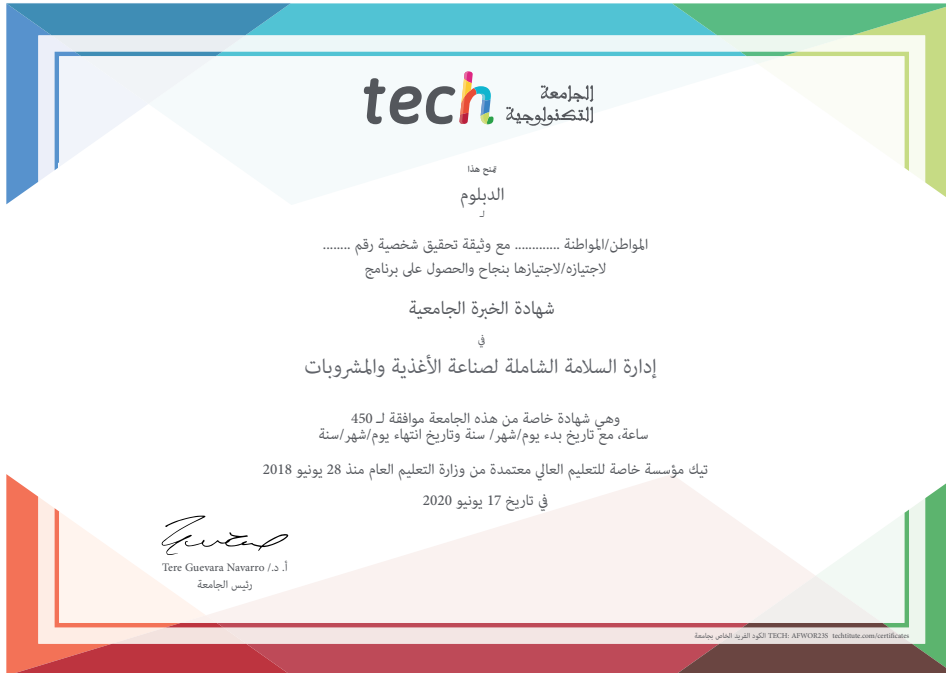 tech الجامعة
التكنولوجية
تمنح هذا
الدبلوم
لـ
المواطن/المواطنة ............. مع وثيقة تحقيق شخصية رقم ........
لاجتيازه/لاجتيازها بنجاح والحصول على برنامج
شهادة الخبرة الجامعية
في
إدارة السلامة الشاملة لصناعة الأغذية والمشروبات
وهي شهادة خاصة من هذه الجامعة موافقة لـ 450
ساعة، مع تاريخ بدء يوم/شهر/ سنة وتاريخ انتهاء يوم/شهر/سنة
تيك مؤسسة خاصة للتعليم العالي معتمدة من وزارة التعليم العام منذ 28 يونيو 2018
في تاريخ 17 يونيو 2020
أ. د./ Tere Guevara Navarro
رئيس الجامعة
الكود الفريد الخاص بجامعة TECH: AFWOR23S techtitute.com/certificates